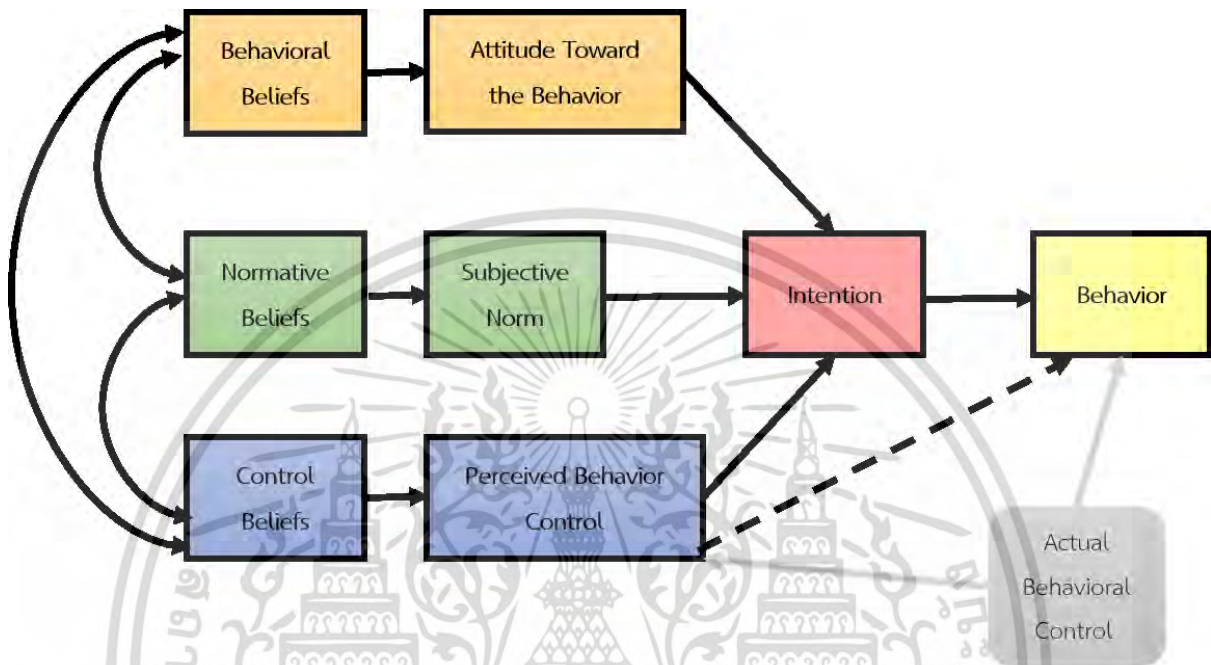 Behavioral
Beliefs
Attitude Toward
the Behavior
Normative
Beliefs
Subjective
Norm
Intention
Behavior
Control
Beliefs
Perceived Behavior
Control
Actual
Behavioral
Control